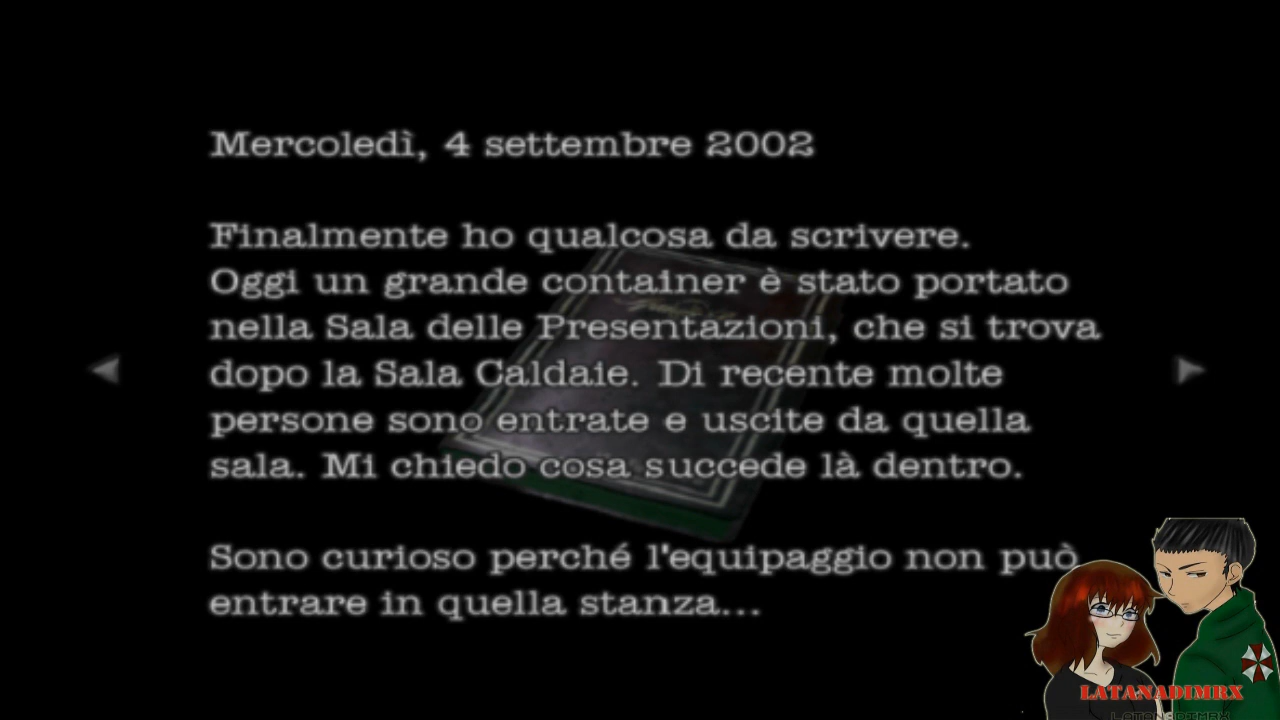 Mercoledì, 4 settembre 2002
Finalmente ho qualcosa da scrivere.
Oggi un grande container è stato portato
nella Sala delle Presentazioni, che si trova
dopo la Sala Caldaie. Di recente molte
persone sono entrate e uscite da quella
sala. Mi chiedo cosa succede là dentro.
Sono curioso perché l'equipaggio non può
entrare in quella stanza...
LATANADIMRX
LATANADIMRX